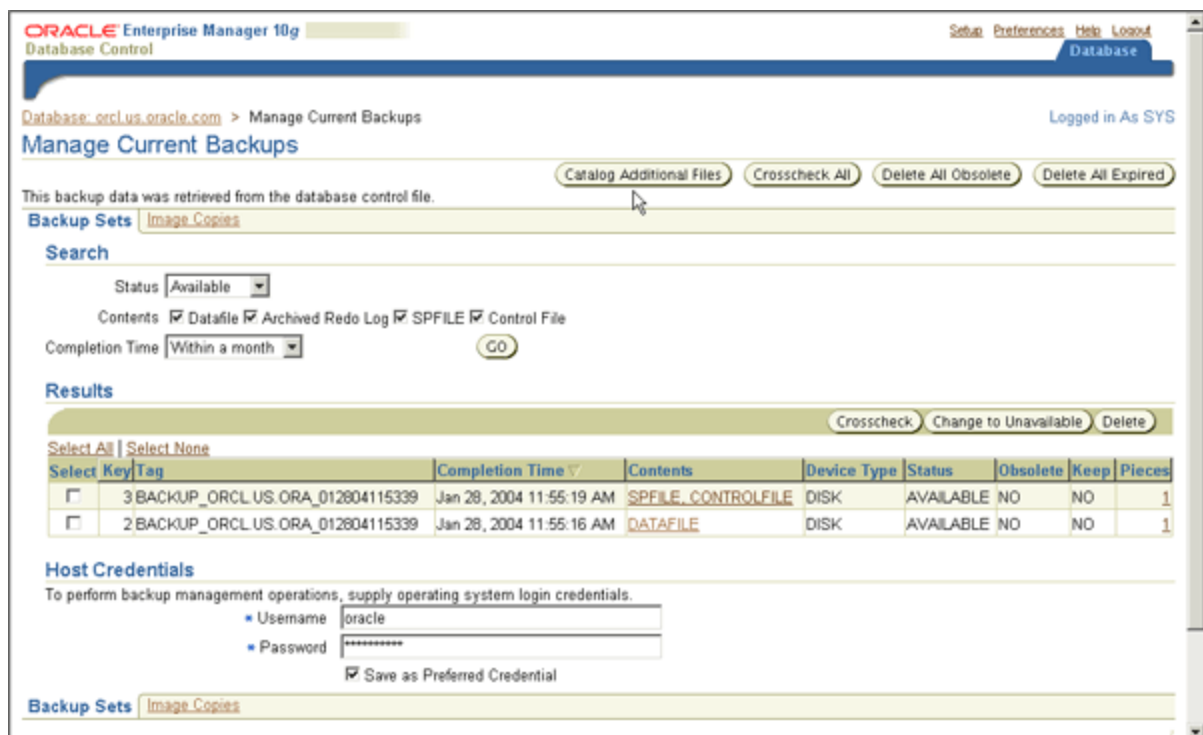 ORACLE Enterprise Manager 10g
Database Control
Setup Preferences Help Logout
Database
Database: orcl.us.oracle.com > Manage Current Backups
Logged in As SYS
Manage Current Backups
Catalog Additional Files Crosscheck All Delete All Obsolete Delete All Expired
This backup data was retrieved from the database control file.
Backup Sets Image Copies
Search
Status Available
Contents Datafile Archived Redo Log SPFILE Control File
Completion Time Within a month GO
Results
Crosscheck Change to Unavailable Delete
Select All | Select None
Select Key Tag Completion Time Contents Device Type Status Obsolete Keep Pieces
3 BACKUP_ORCL.US.ORA_012804115339 Jan 28, 2004 11:55:19 AM SPFILE, CONTROLFILE DISK AVAILABLE NO NO 1
2 BACKUP_ORCL.US.ORA_012804115339 Jan 28, 2004 11:55:16 AM DATAFILE DISK AVAILABLE NO NO 1
Host Credentials
To perform backup management operations, supply operating system login credentials.
* Username oracle
* Password **********
Save as Preferred Credential
Backup Sets Image Copies